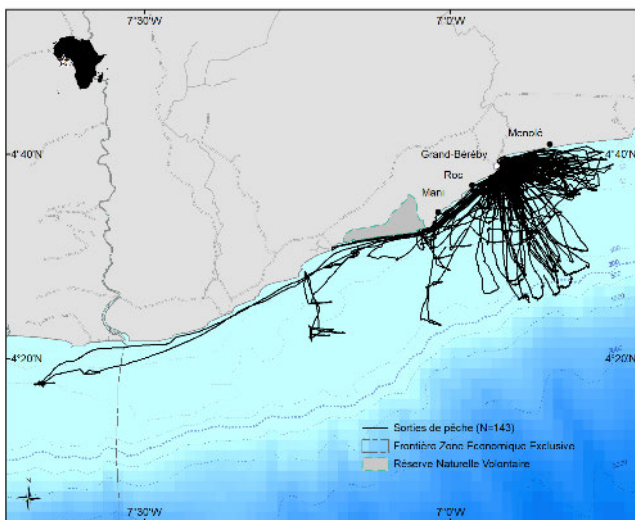 7°30'W 7°0'W
4°40'N 4°40'N
Menolé
Grand-Béréby
Roc
Mani
4°20'N 4°20'N
Sorties de pêche (N=143)
Frontière Zone Economique Exclusive
Réserve Naturelle Volontaire
N
7°30'W 7°0'W